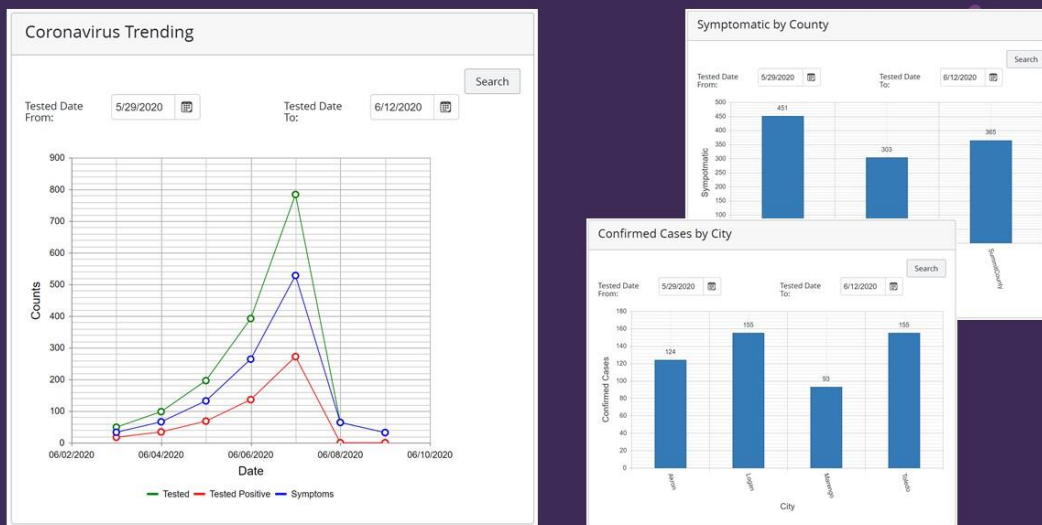 Coronavirus Trending
Search
Tested Date
From:
5/29/2020
Tested Date
To:
6/12/2020
900
800
700
600
500
400
300
200
100
0
Counts
06/02/2020
06/04/2020
06/06/2020
06/08/2020
06/10/2020
Date
Tested
Tested Positive
Symptoms
Symptomatic by County
Search
Tested Date
From:
5/29/2020
Tested Date
To:
6/12/2020
500
450
400
350
300
250
200
150
100
Sympotmatic
451
303
365
SummitCounty
Confirmed Cases by City
Search
Tested Date
From:
5/29/2020
Tested Date
To:
6/12/2020
180
160
140
120
100
80
60
40
20
0
Confirmed Cases
124
155
93
155
Akron
Logan
Marengo
Toledo
City